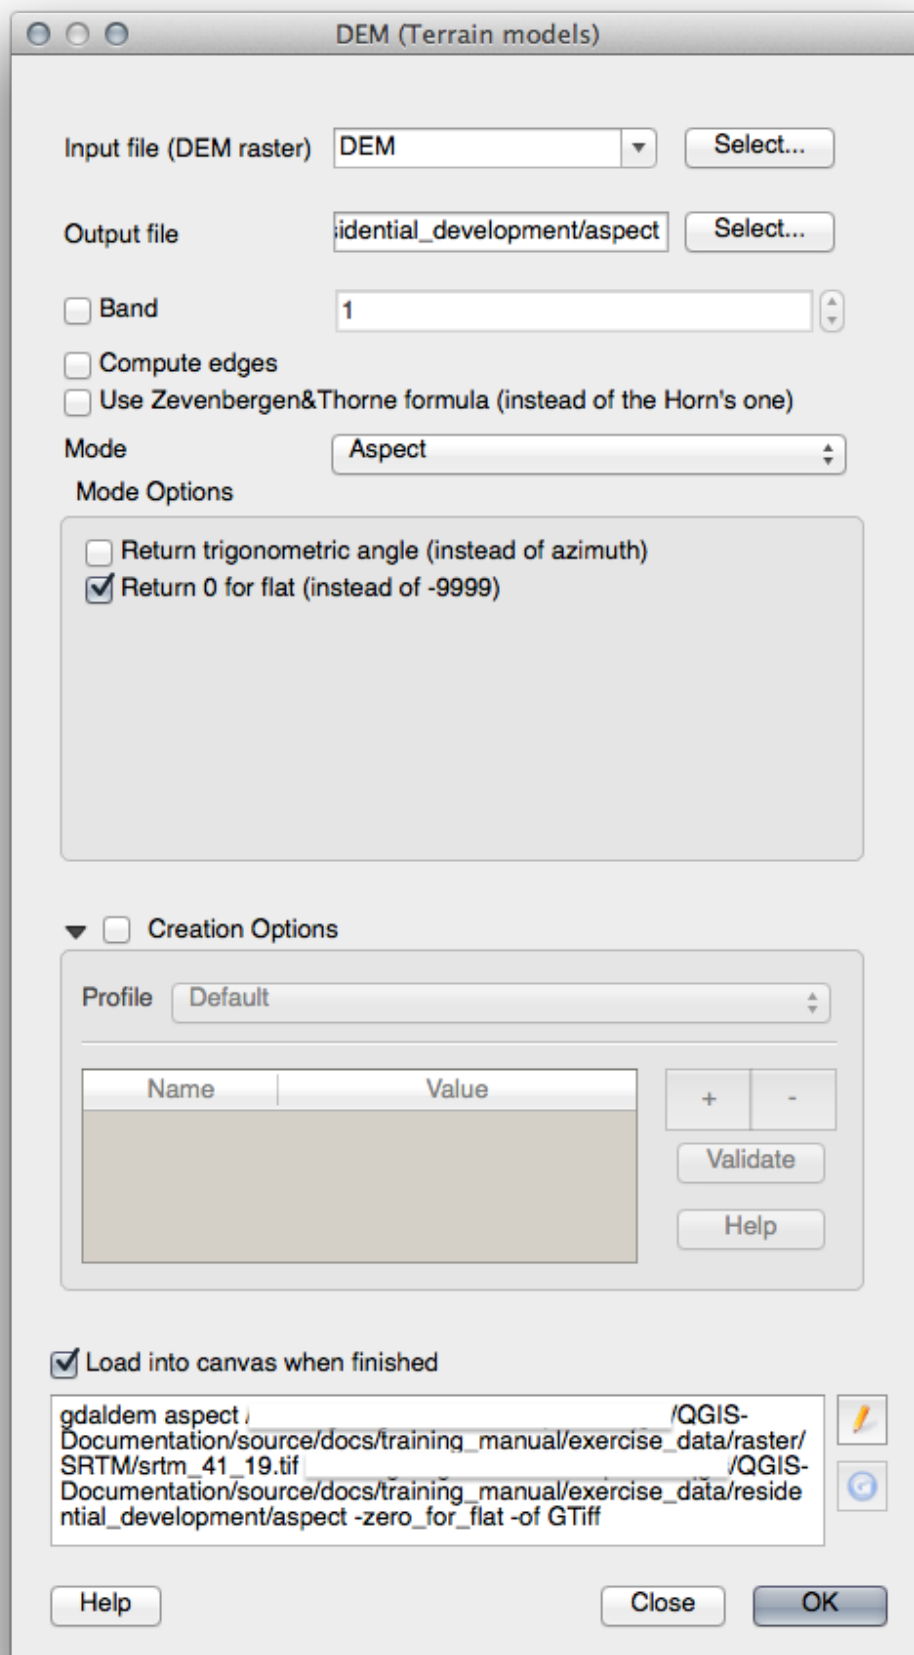 DEM (Terrain models)
Input file (DEM raster) DEM Select...
Output file sidential_development/aspect Select...
Band 1
Compute edges
Use Zevenbergen&Thorne formula (instead of the Horn's one)
Mode Aspect
Mode Options
Return trigonometric angle (instead of azimuth)
Return 0 for flat (instead of -9999)
Creation Options
Profile Default
Name Value + -
Validate
Help
Load into canvas when finished
gdaldem aspect /QGIS-
Documentation/source/docs/training_manual/exercise_data/raster/
SRTM/srtm_41_19.tif /QGIS-
Documentation/source/docs/training_manual/exercise_data/reside
ntial_development/aspect -zero_for_flat -of GTiff
Help Close OK